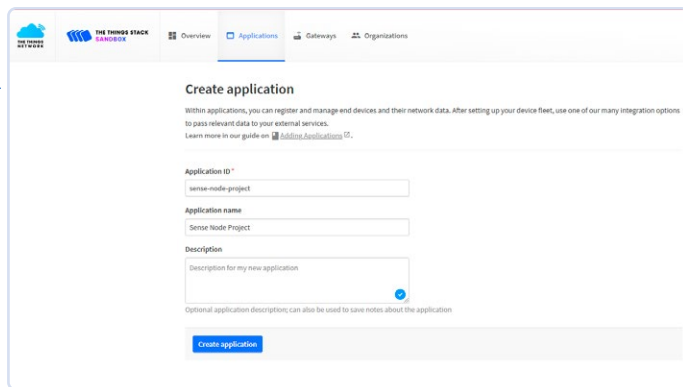 THE THINGS
NETWORK
THE THINGS STACK
SANDBOX
Overview
Applications
Gateways
Organizations
Create application
Within applications, you can register and manage end devices and their network data. After setting up your device fleet, use one of our many integration options
to pass relevant data to your external services.
Learn more in our guide on Adding Applications.
Application ID*
sense-node-project
Application name
Sense Node Project
Description
Description for my new application
Optional application description; can also be used to save notes about the application
Create application